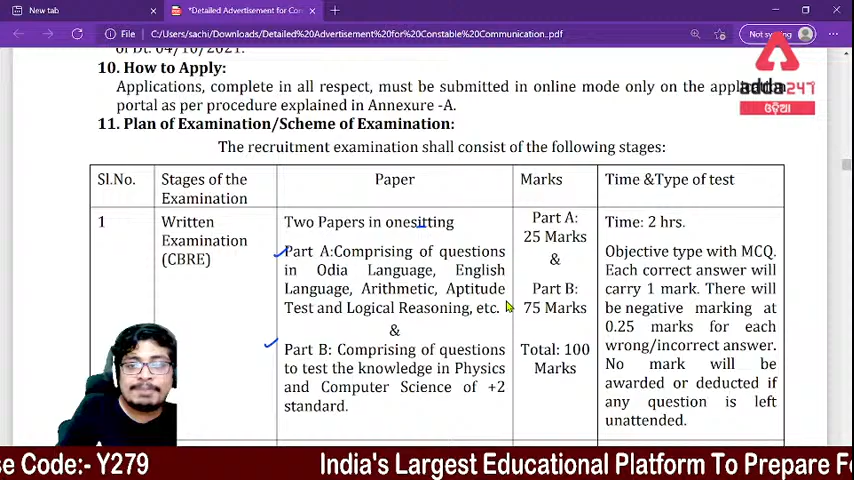 New tab
*Detailed Advertisement for Con
C:/Users/sachi/Downloads/Detailed%20Advertisement%20for%20Constable%20Communication.pdf
Not syncing
of Dt. 04/10/2021.
10. How to Apply:
Applications, complete in all respect, must be submitted in online mode only on the application
portal as per procedure explained in Annexure -A.
adda 247
ଓଡ଼ିଆ
11. Plan of Examination/Scheme of Examination:
The recruitment examination shall consist of the following stages:
Sl.No.
Stages of the
Examination
Paper
Marks
Time &Type of test
1
Written
Examination
(CBRE)
Two Papers in onesitting
Part A:Comprising of questions
in Odia Language, English
Language, Arithmetic, Aptitude
Test and Logical Reasoning, etc.
&
Part B: Comprising of questions
to test the knowledge in Physics
and Computer Science of +2
standard.
Part A:
25 Marks
&
Part B:
75 Marks
Total: 100
Marks
Time: 2 hrs.
Objective type with MCQ.
Each correct answer will
carry 1 mark. There will
be negative marking at
0.25 marks for each
wrong/incorrect answer.
No mark will be
awarded or deducted if
any question is left
unattended.
se Code:- Y279
India's Largest Educational Platform To Prepare Fo